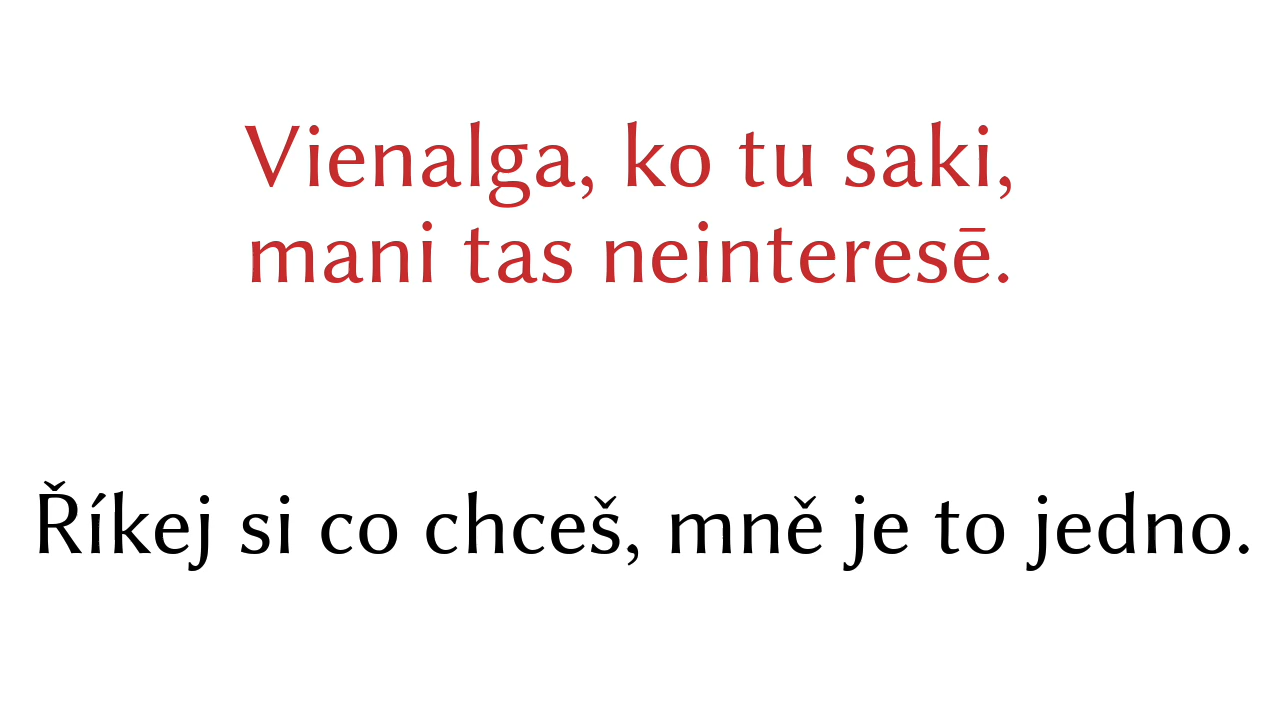 Vienalga, ko tu saki,
mani tas neinteresē.
Říkej si co chceš, mně je to jedno.